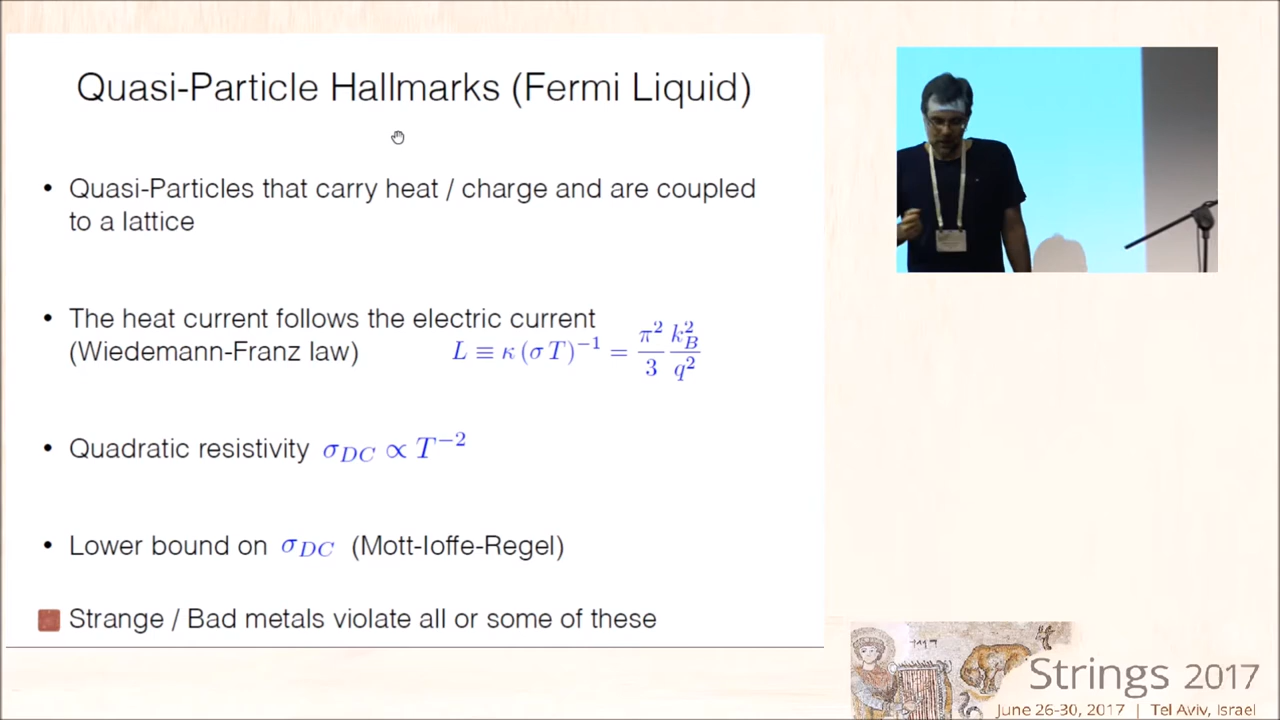 Quasi-Particle Hallmarks (Fermi Liquid)
• Quasi-Particles that carry heat / charge and are coupled
to a lattice
• The heat current follows the electric current
(Wiedemann-Franz law) L ≡ κ (σ T)⁻¹ = π²/3 k_B²/q²
• Quadratic resistivity σ_DC ∝ T⁻²
• Lower bound on σ_DC (Mott-Ioffe-Regel)
Strange / Bad metals violate all or some of these
Strings 2017
June 26-30, 2017 | Tel Aviv, Israel